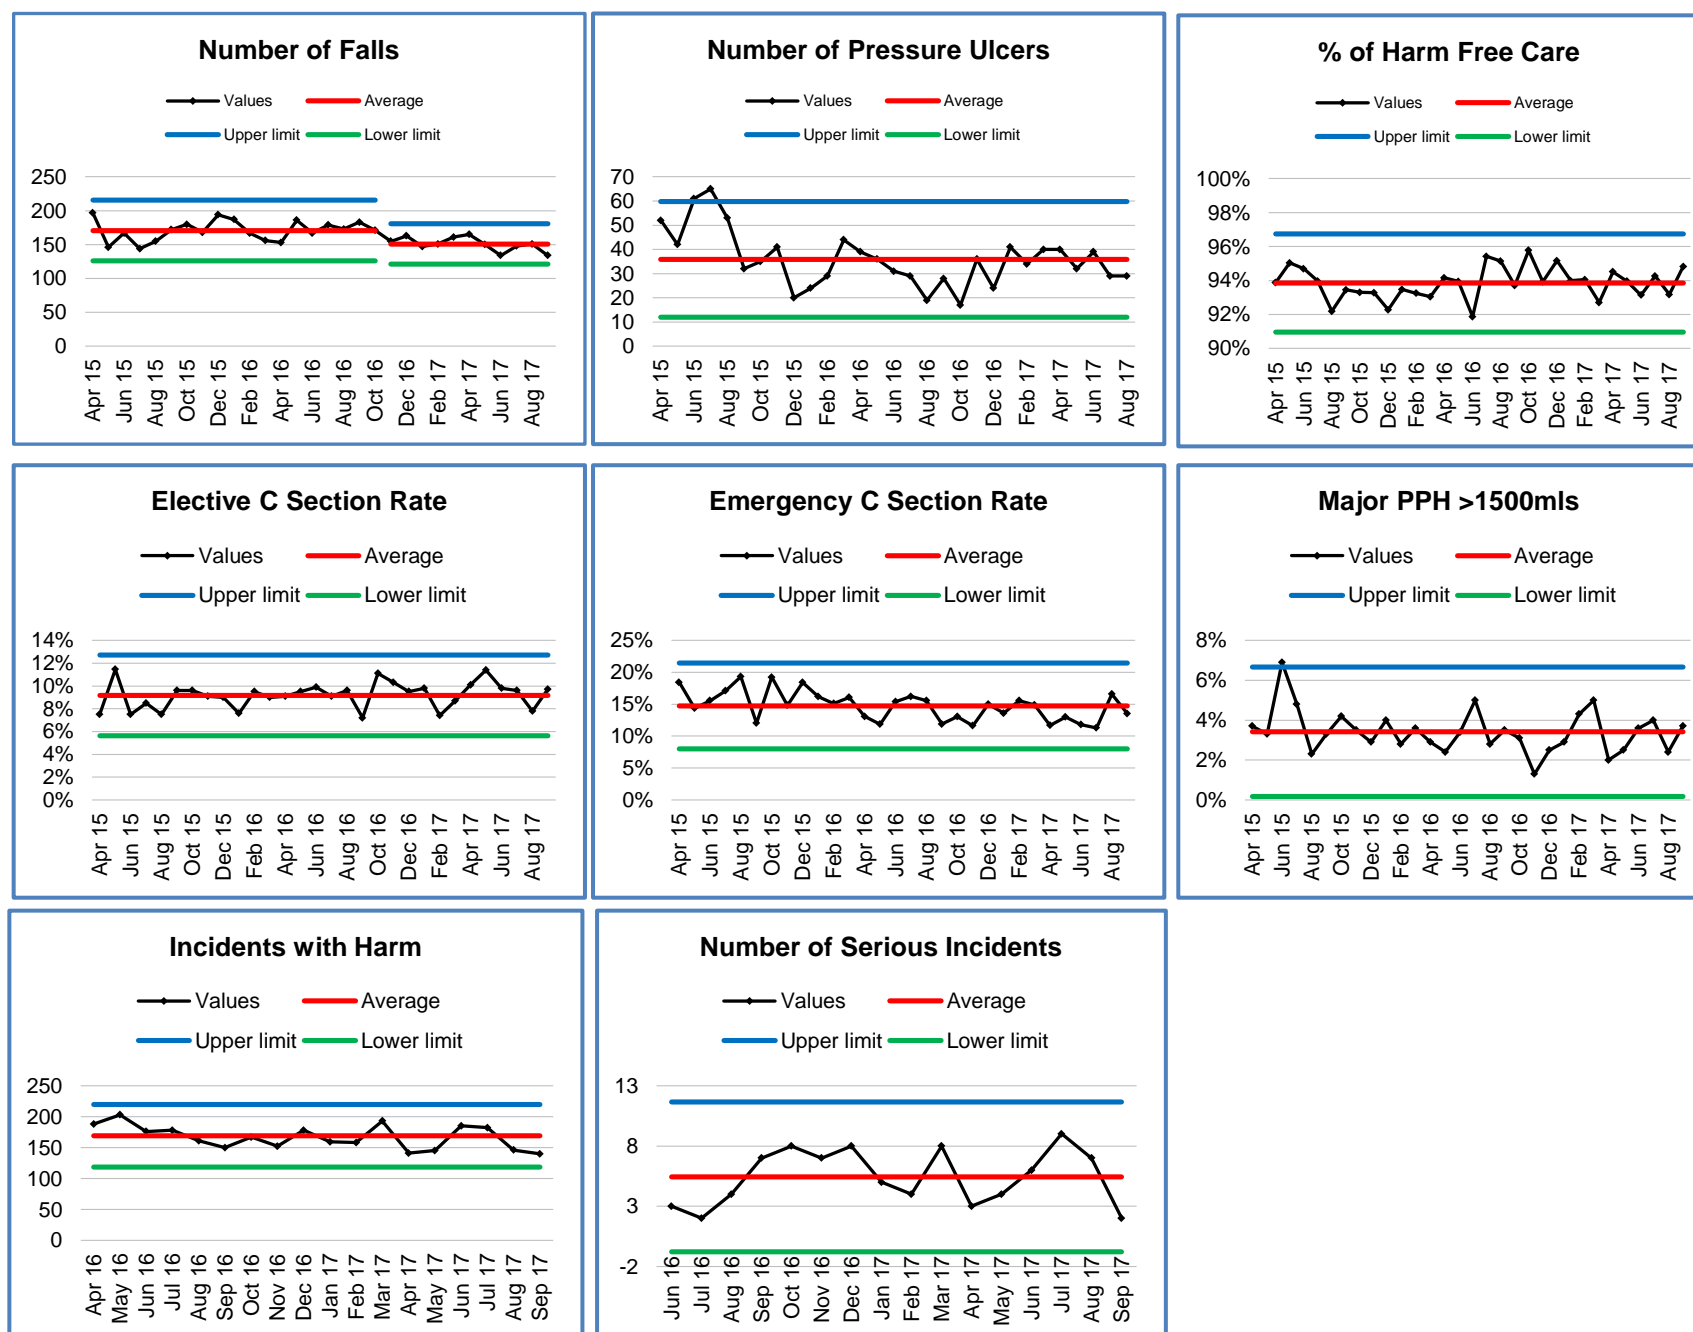 Number of Falls
Values Average
Upper limit Lower limit
250
200
150
100
50
0
Apr 15 Jun 15 Aug 15 Oct 15 Dec 15 Feb 16 Apr 16 Jun 16 Aug 16 Oct 16 Dec 16 Feb 17 Apr 17 Jun 17 Aug 17
Number of Pressure Ulcers
Values Average
Upper limit Lower limit
70
60
50
40
30
20
10
0
Apr 15 Jun 15 Aug 15 Oct 15 Dec 15 Feb 16 Apr 16 Jun 16 Aug 16 Oct 16 Dec 16 Feb 17 Apr 17 Jun 17 Aug 17
% of Harm Free Care
Values Average
Upper limit Lower limit
100%
98%
96%
94%
92%
90%
Apr 15 Jun 15 Aug 15 Oct 15 Dec 15 Feb 16 Apr 16 Jun 16 Aug 16 Oct 16 Dec 16 Feb 17 Apr 17 Jun 17 Aug 17
Elective C Section Rate
Values Average
Upper limit Lower limit
14%
12%
10%
8%
6%
4%
2%
0%
Apr 15 Jun 15 Aug 15 Oct 15 Dec 15 Feb 16 Apr 16 Jun 16 Aug 16 Oct 16 Dec 16 Feb 17 Apr 17 Jun 17 Aug 17
Emergency C Section Rate
Values Average
Upper limit Lower limit
25%
20%
15%
10%
5%
0%
Apr 15 Jun 15 Aug 15 Oct 15 Dec 15 Feb 16 Apr 16 Jun 16 Aug 16 Oct 16 Dec 16 Feb 17 Apr 17 Jun 17 Aug 17
Major PPH >1500mls
Values Average
Upper limit Lower limit
8%
6%
4%
2%
0%
Apr 15 Jun 15 Aug 15 Oct 15 Dec 15 Feb 16 Apr 16 Jun 16 Aug 16 Oct 16 Dec 16 Feb 17 Apr 17 Jun 17 Aug 17
Incidents with Harm
Values Average
Upper limit Lower limit
250
200
150
100
50
0
Apr 16 May 16 Jun 16 Jul 16 Aug 16 Sep 16 Oct 16 Nov 16 Dec 16 Jan 17 Feb 17 Mar 17 Apr 17 May 17 Jun 17 Jul 17 Aug 17 Sep 17
Number of Serious Incidents
Values Average
Upper limit Lower limit
13
8
3
-2
Jun 16 Jul 16 Aug 16 Sep 16 Oct 16 Nov 16 Dec 16 Jan 17 Feb 17 Mar 17 Apr 17 May 17 Jun 17 Jul 17 Aug 17 Sep 17